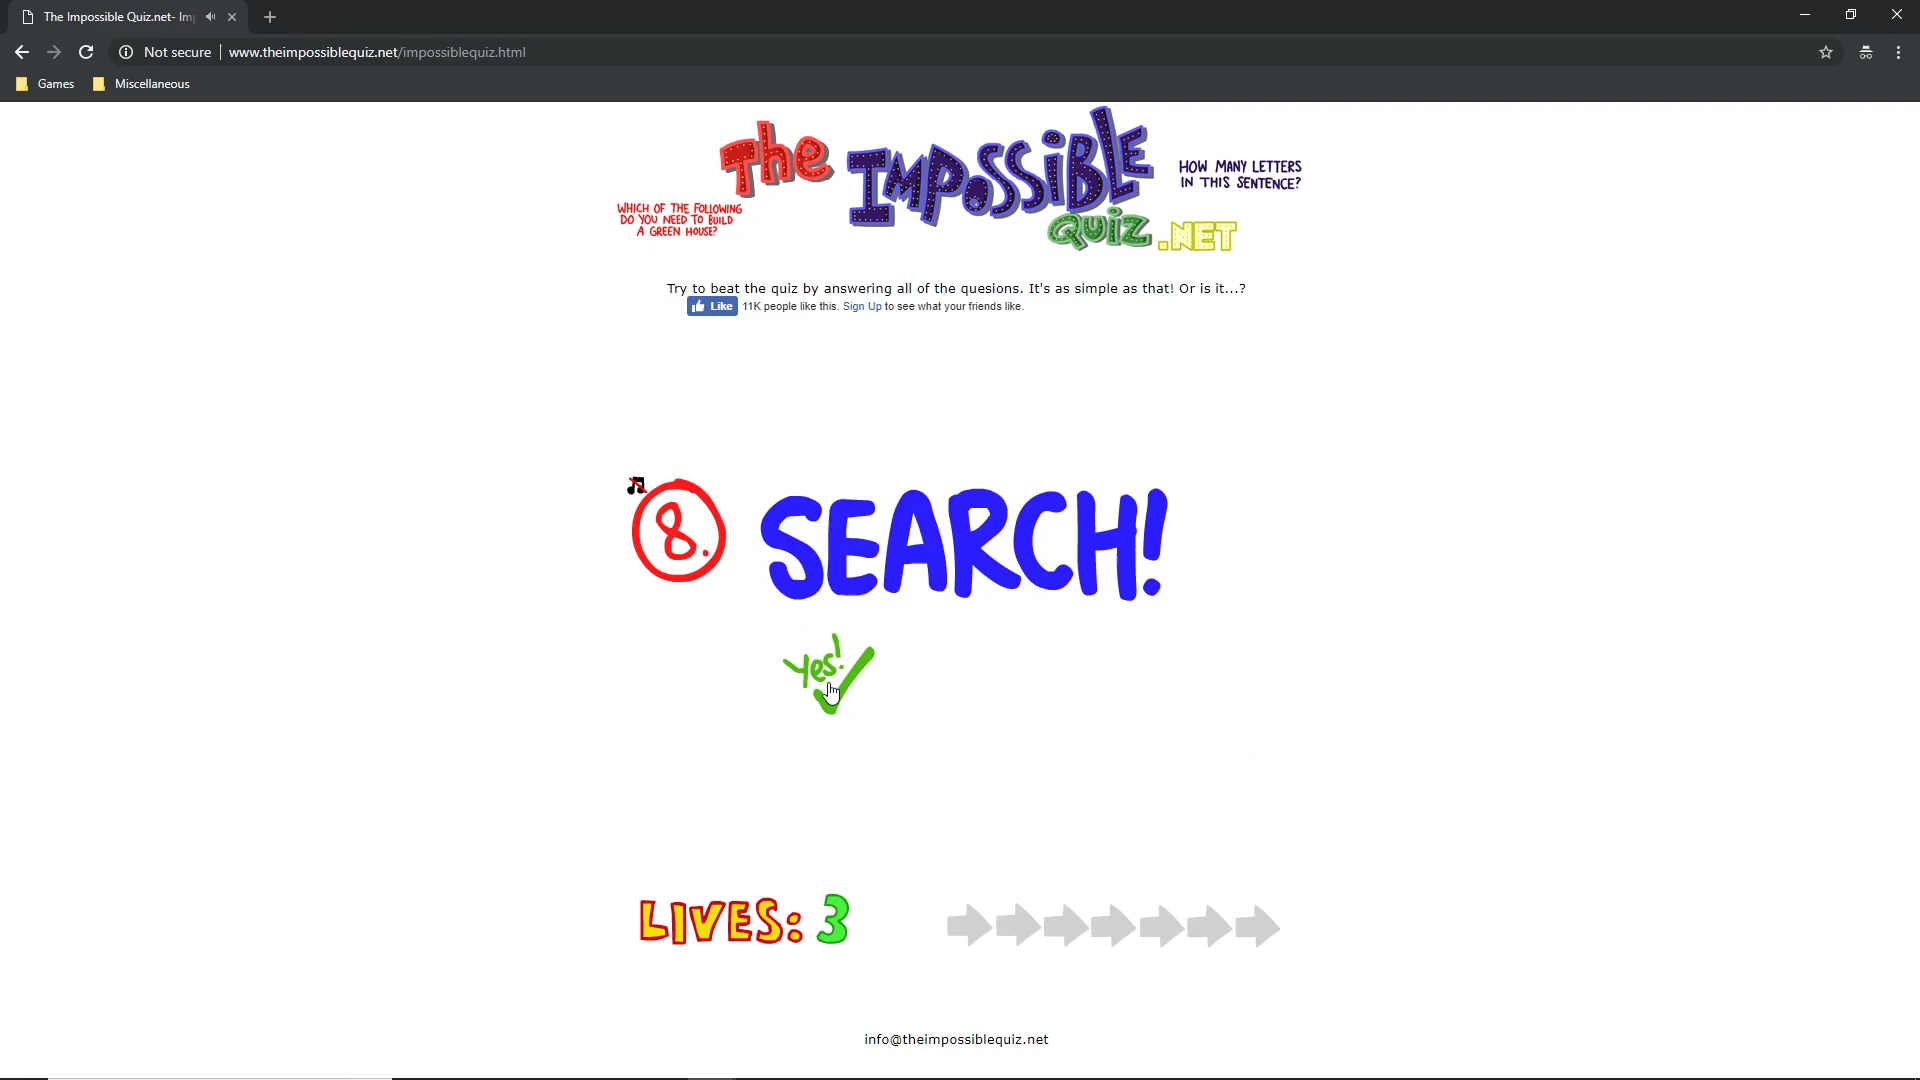 The Impossible Quiz.net- Imp
Not secure
www.theimpossiblequiz.net/impossiblequiz.html
Games
Miscellaneous
The IMPOSSIBLE
QUIZ .NET
HOW MANY LETTERS
IN THIS SENTENCE?
WHICH OF THE FOLLOWING
DO YOU NEED TO BUILD
A GREEN HOUSE?
Try to beat the quiz by answering all of the quesions. It's as simple as that! Or is it...?
Like 11K people like this. Sign Up to see what your friends like.
8. SEARCH!
Yes!
LIVES: 3
info@theimpossiblequiz.net